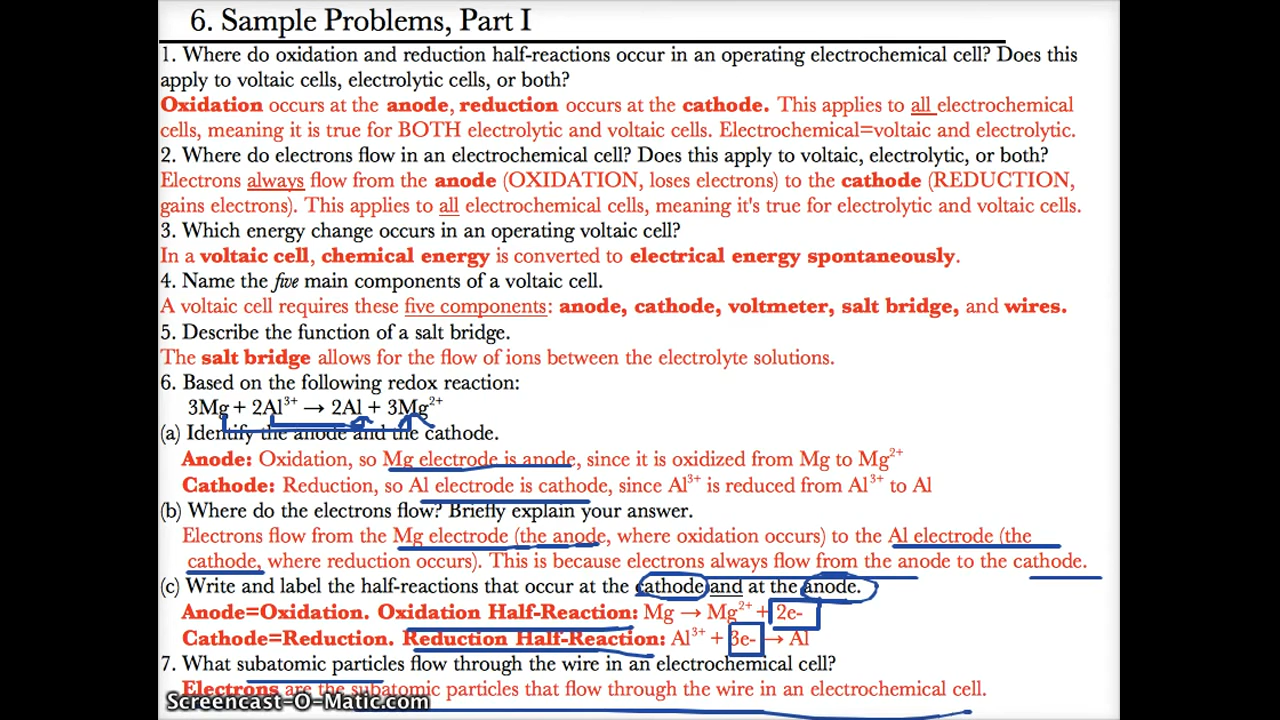 6. Sample Problems, Part I
1. Where do oxidation and reduction half-reactions occur in an operating electrochemical cell? Does this
apply to voltaic cells, electrolytic cells, or both?
Oxidation occurs at the anode, reduction occurs at the cathode. This applies to all electrochemical
cells, meaning it is true for BOTH electrolytic and voltaic cells. Electrochemical=voltaic and electrolytic.
2. Where do electrons flow in an electrochemical cell? Does this apply to voltaic, electrolytic, or both?
Electrons always flow from the anode (OXIDATION, loses electrons) to the cathode (REDUCTION,
gains electrons). This applies to all electrochemical cells, meaning it's true for electrolytic and voltaic cells.
3. Which energy change occurs in an operating voltaic cell?
In a voltaic cell, chemical energy is converted to electrical energy spontaneously.
4. Name the five main components of a voltaic cell.
A voltaic cell requires these five components: anode, cathode, voltmeter, salt bridge, and wires.
5. Describe the function of a salt bridge.
The salt bridge allows for the flow of ions between the electrolyte solutions.
6. Based on the following redox reaction:
3Mg + 2Al³⁺ → 2Al + 3Mg²⁺
(a) Identify the anode and the cathode.
Anode: Oxidation, so Mg electrode is anode, since it is oxidized from Mg to Mg²⁺
Cathode: Reduction, so Al electrode is cathode, since Al³⁺ is reduced from Al³⁺ to Al
(b) Where do the electrons flow? Briefly explain your answer.
Electrons flow from the Mg electrode (the anode, where oxidation occurs) to the Al electrode (the
cathode, where reduction occurs). This is because electrons always flow from the anode to the cathode.
(c) Write and label the half-reactions that occur at the cathode and at the anode.
Anode=Oxidation. Oxidation Half-Reaction: Mg → Mg²⁺ + 2e-
Cathode=Reduction. Reduction Half-Reaction: Al³⁺ + 3e- → Al
7. What subatomic particles flow through the wire in an electrochemical cell?
Electrons are the subatomic particles that flow through the wire in an electrochemical cell.
Screencast-O-Matic.com